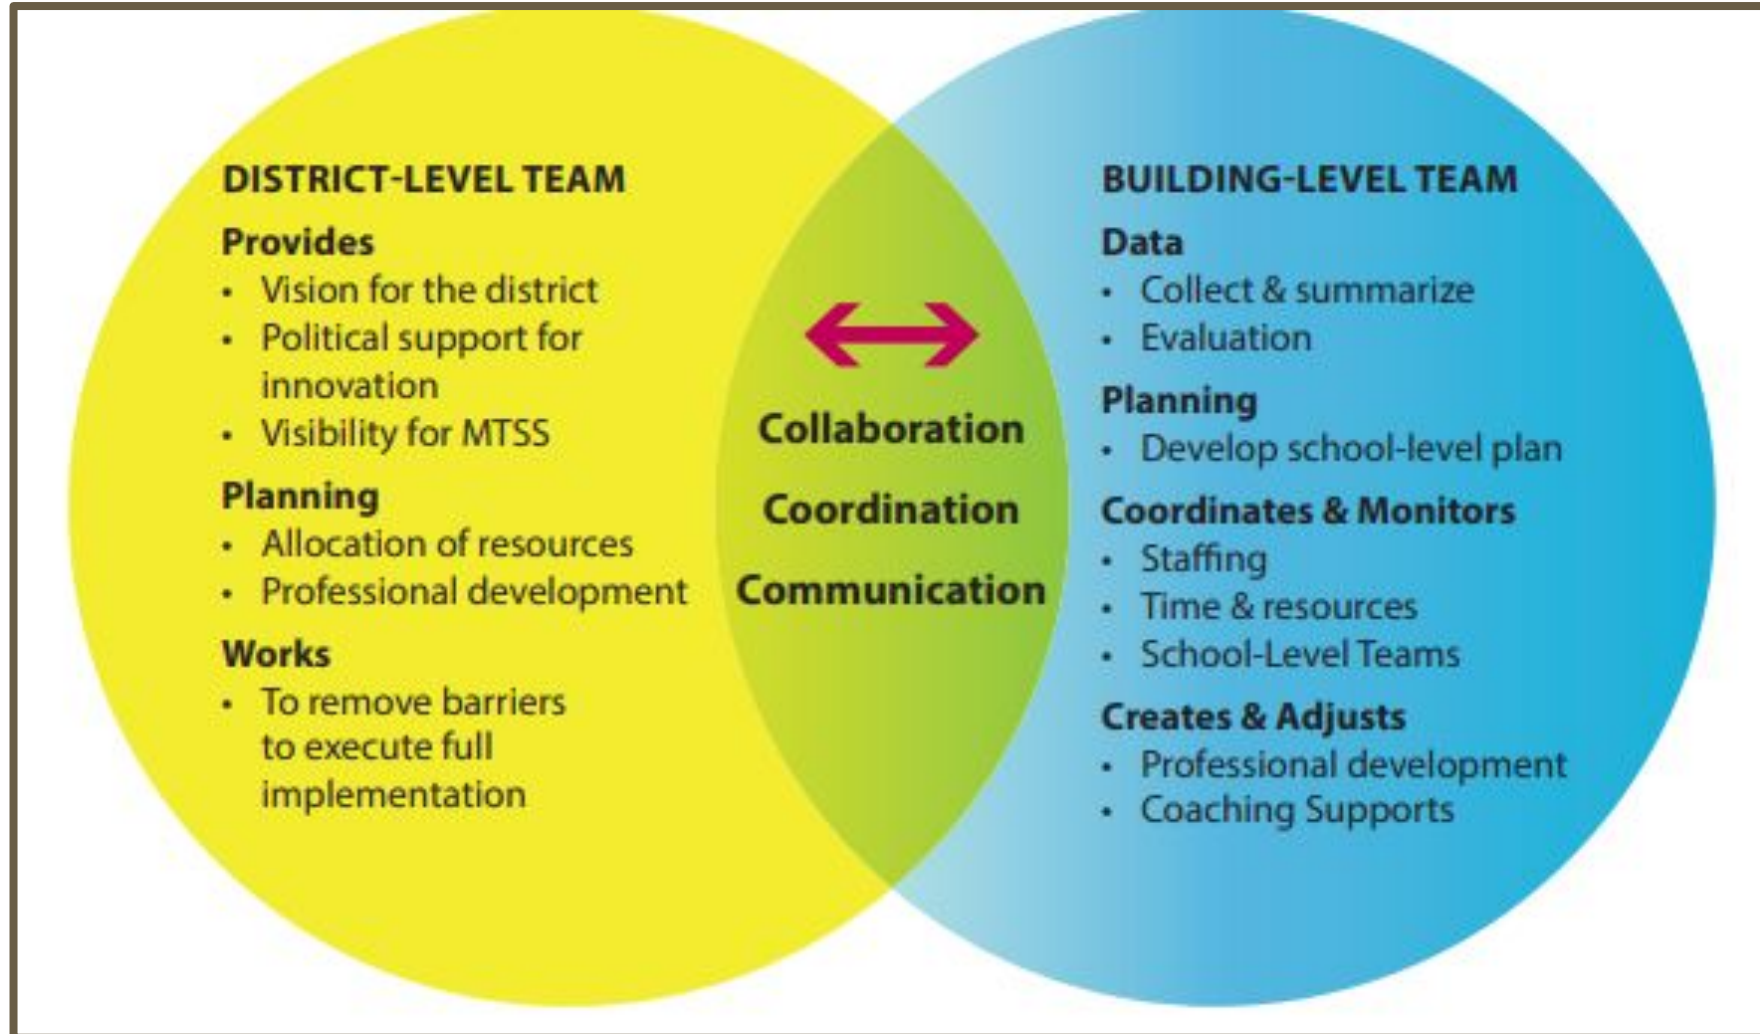 DISTRICT-LEVEL TEAM
Provides
• Vision for the district
• Political support for
innovation
• Visibility for MTSS
Planning
• Allocation of resources
• Professional development
Works
• To remove barriers
to execute full
implementation
Collaboration
Coordination
Communication
BUILDING-LEVEL TEAM
Data
• Collect & summarize
• Evaluation
Planning
• Develop school-level plan
Coordinates & Monitors
• Staffing
• Time & resources
• School-Level Teams
Creates & Adjusts
• Professional development
• Coaching Supports